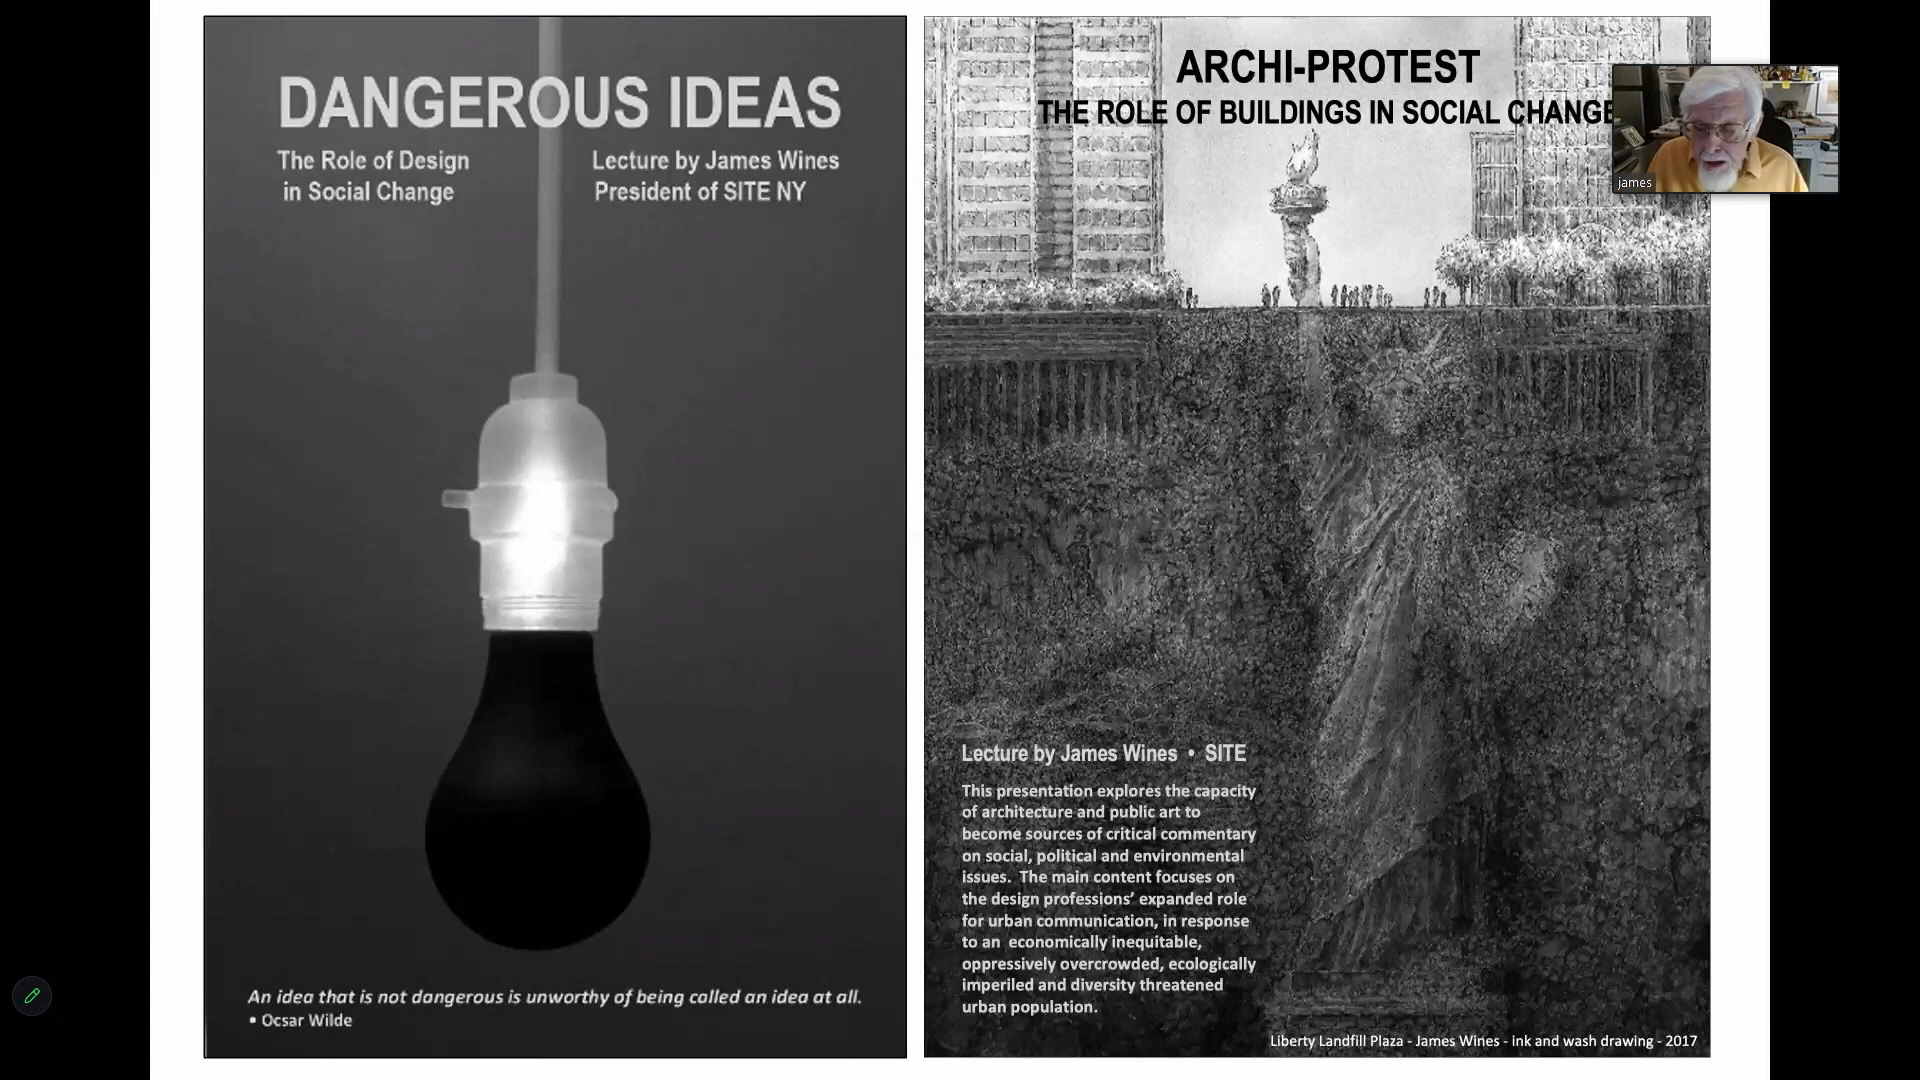 DANGEROUS IDEAS
The Role of Design
in Social Change
Lecture by James Wines
President of SITE NY
An idea that is not dangerous is unworthy of being called an idea at all.
• Ocsar Wilde
ARCHI-PROTEST
THE ROLE OF BUILDINGS IN SOCIAL CHANGE
james
Lecture by James Wines • SITE
This presentation explores the capacity
of architecture and public art to
become sources of critical commentary
on social, political and environmental
issues. The main content focuses on
the design professions’ expanded role
for urban communication, in response
to an economically inequitable,
oppressively overcrowded, ecologically
imperiled and diversity threatened
urban population.
Liberty Landfill Plaza - James Wines - ink and wash drawing - 2017